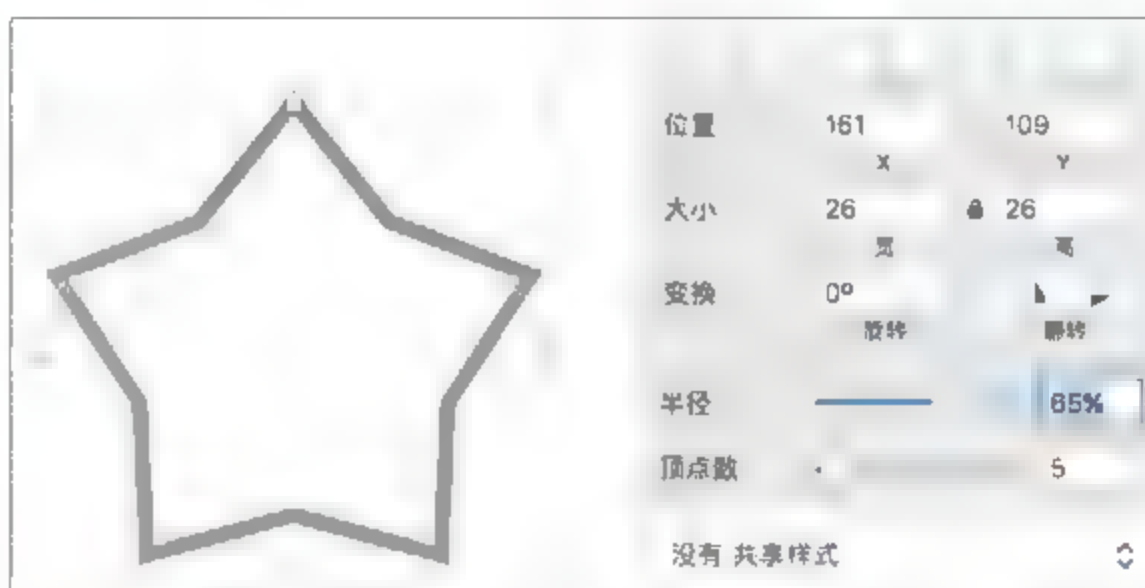 位置 161 109
X Y
大小 26 26
宽 高
变换 0°
旋转 翻转
半径 65%
顶点数 5
没有 共享样式